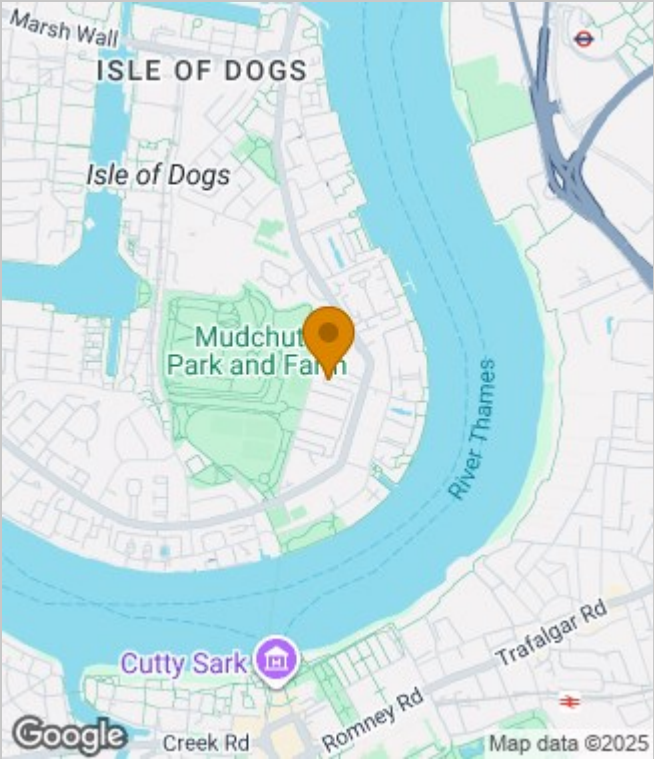 Marsh Wall
ISLE OF DOGS
Isle of Dogs
Mudchute
Park and Farm
River Thames
Trafalgar Rd
Cutty Sark
Romney Rd
Creek Rd
Google
Map data ©2025